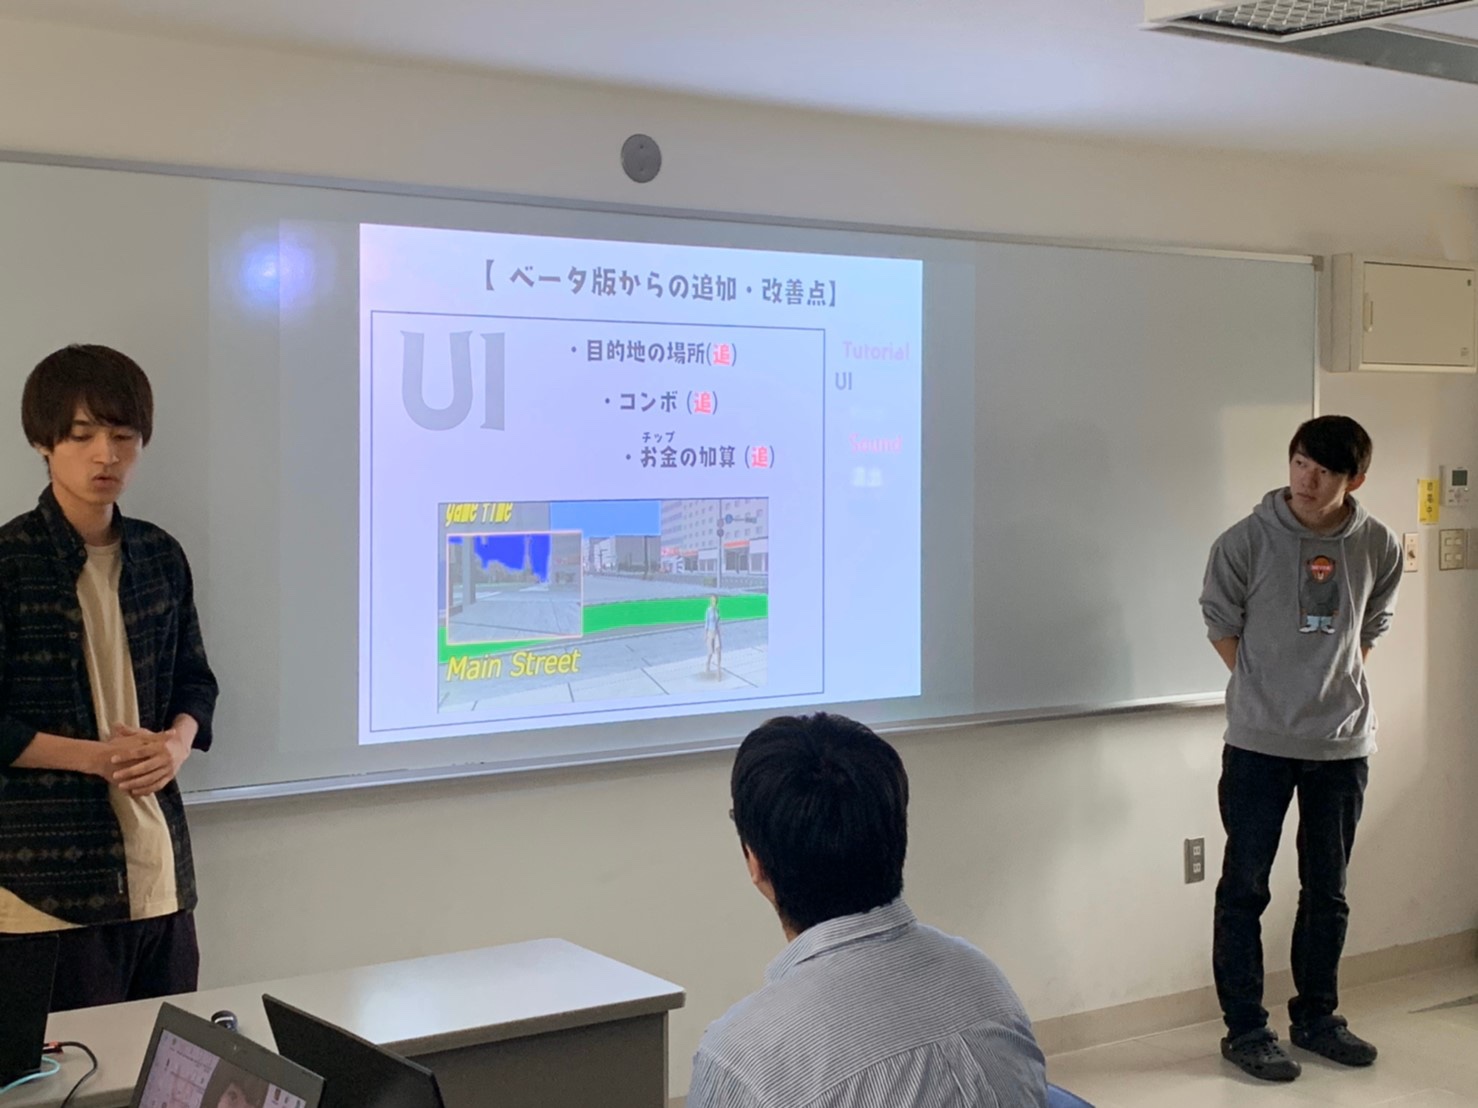 【 ベータ版からの追加・改善点】
UI
・目的地の場所(追)
・コンボ (追)
チップ
・お金の加算 (追)
Tutorial
UI
Sound
Game Time
Main Street